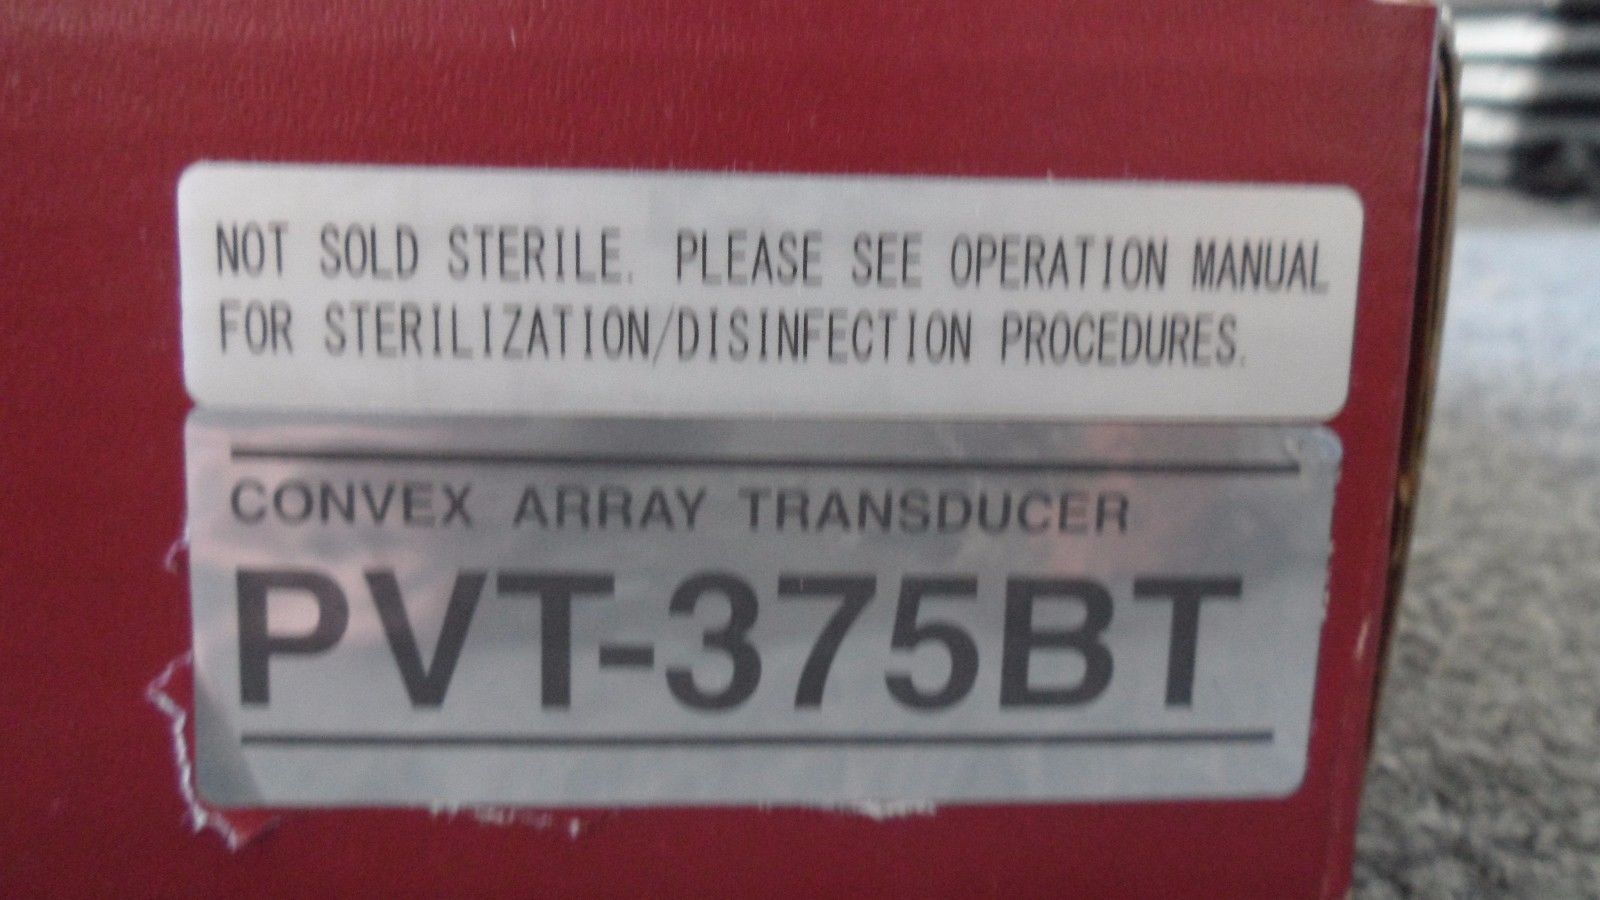 NOT SOLD STERILE. PLEASE SEE OPERATION MANUAL
FOR STERILIZATION/DISINFECTION PROCEDURES.
CONVEX ARRAY TRANSDUCER
PVT-375BT